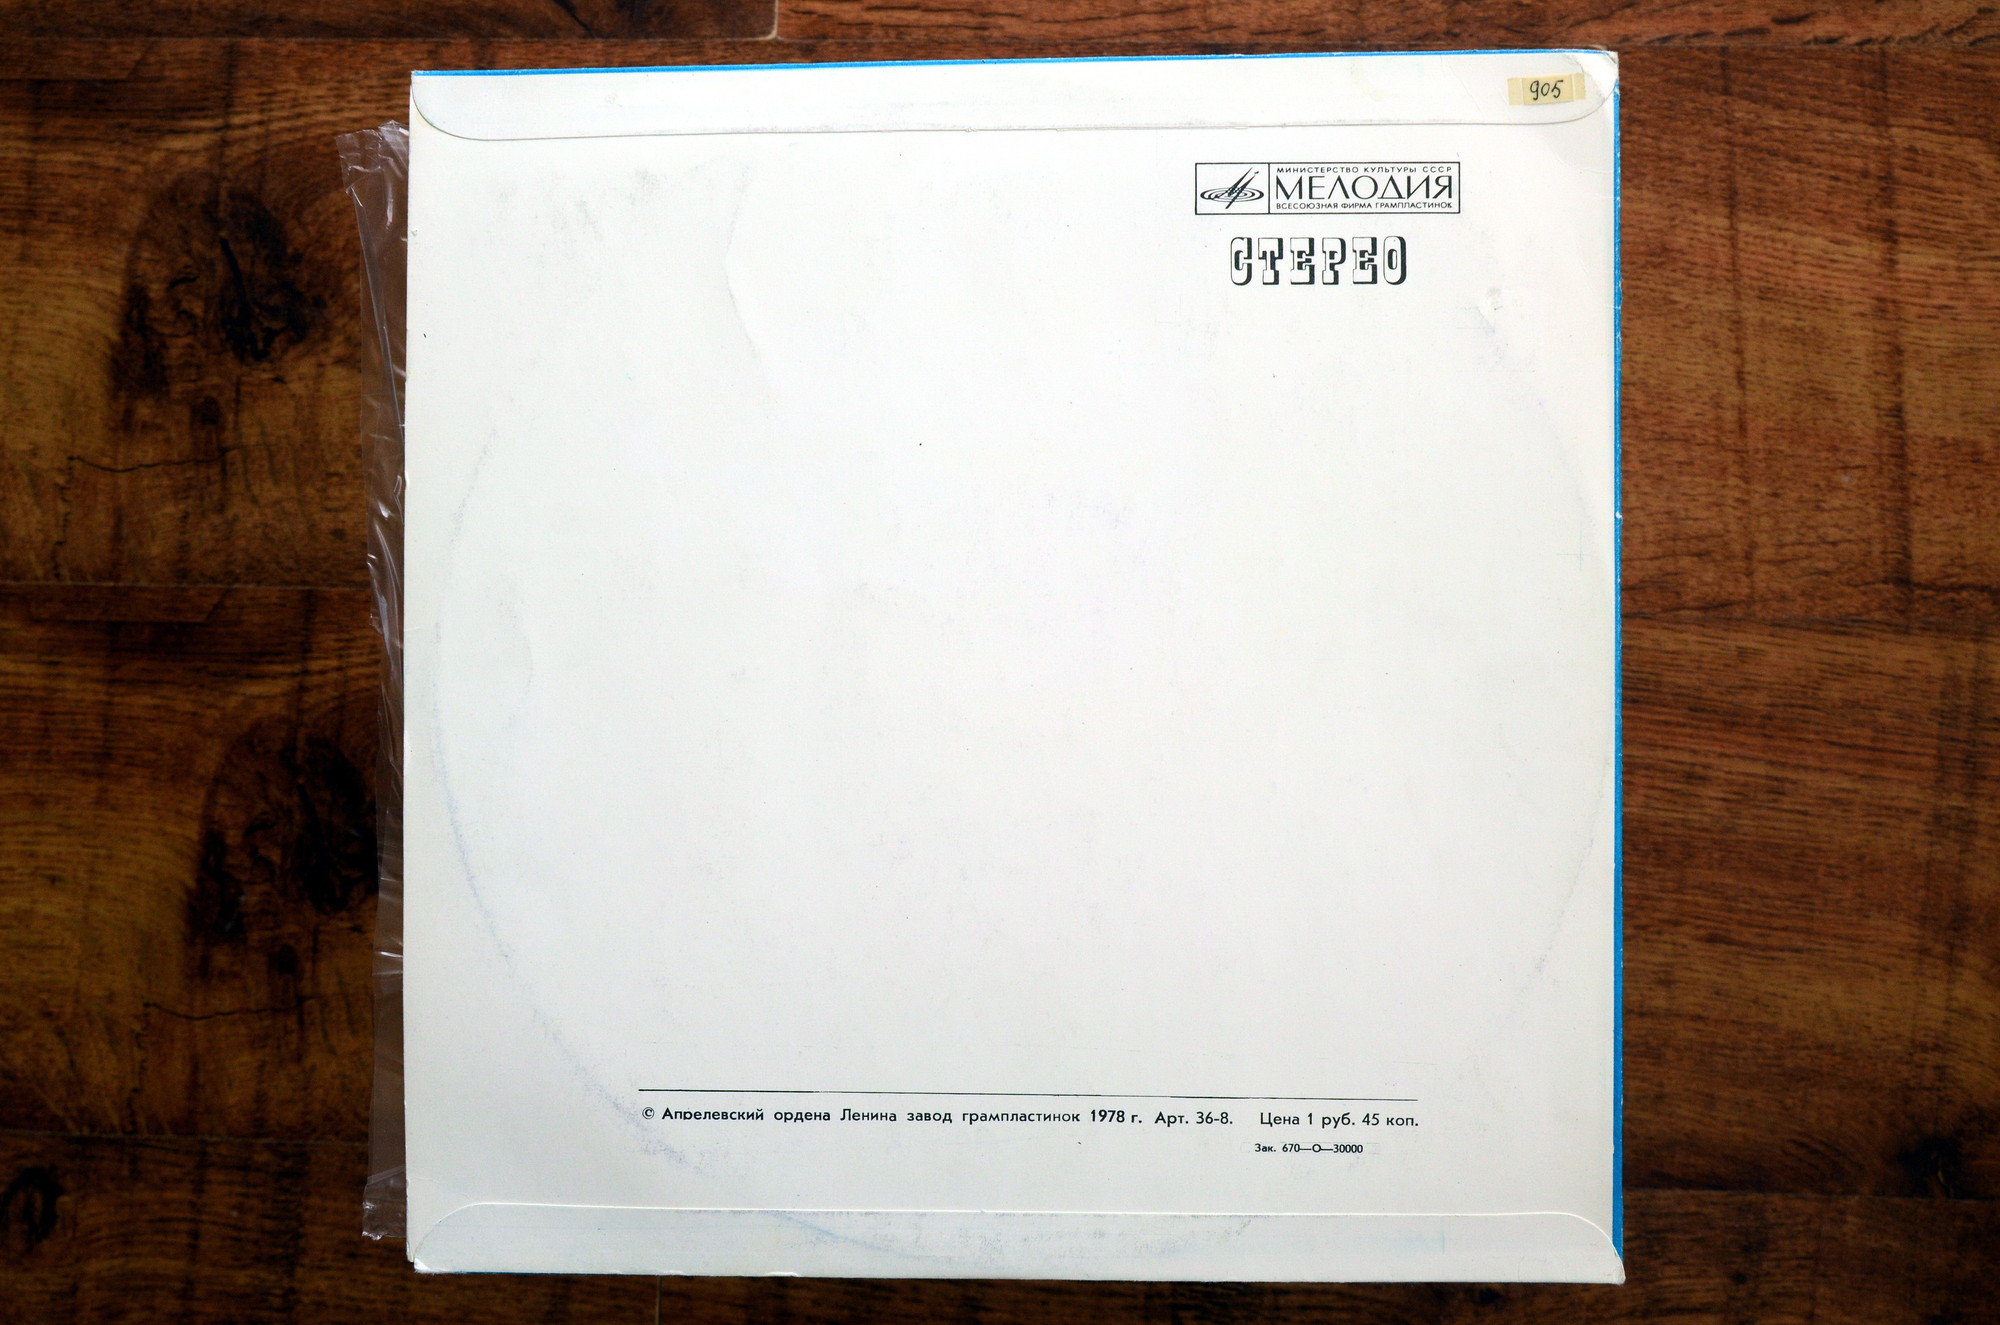 905
МИНИСТЕРСТВО КУЛЬТУРЫ СССР
МЕЛОДИЯ
ВСЕСОЮЗНАЯ ФИРМА ГРАМПЛАСТИНОК
СТЕРЕО
© Апрелевский ордена Ленина завод грампластинок 1978 г. Арт. 36-8. Цена 1 руб. 45 коп.
Зак. 670—О—30000